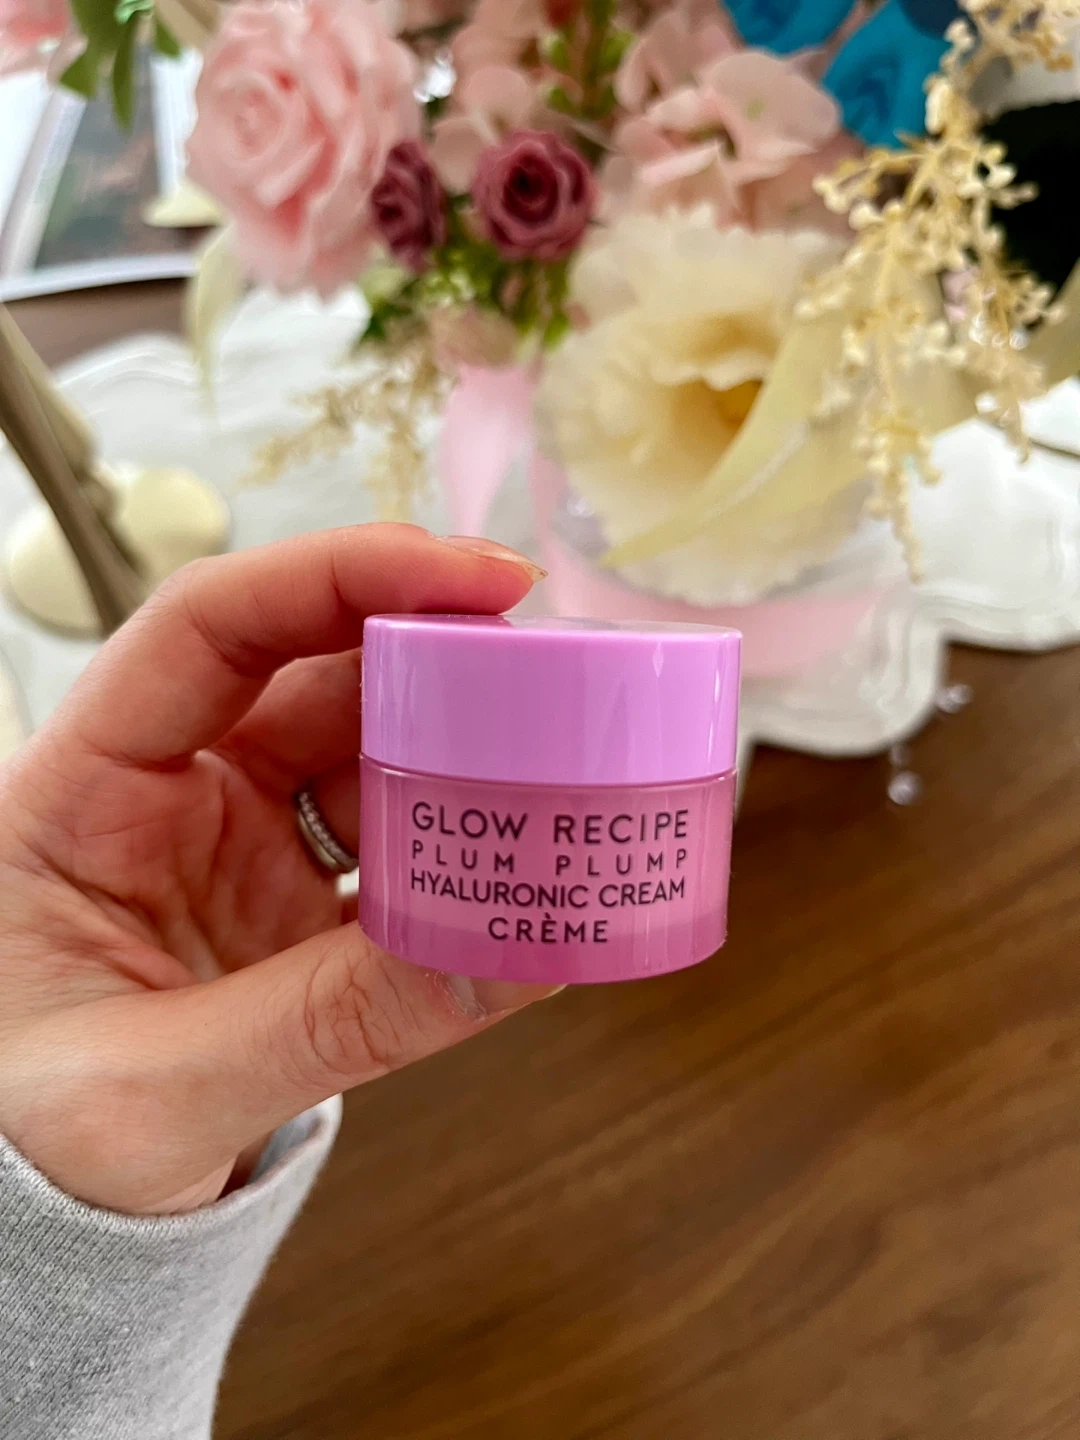 GLOW RECIPE
PLUM PLUMP
HYALURONIC CREAM
CRÈME